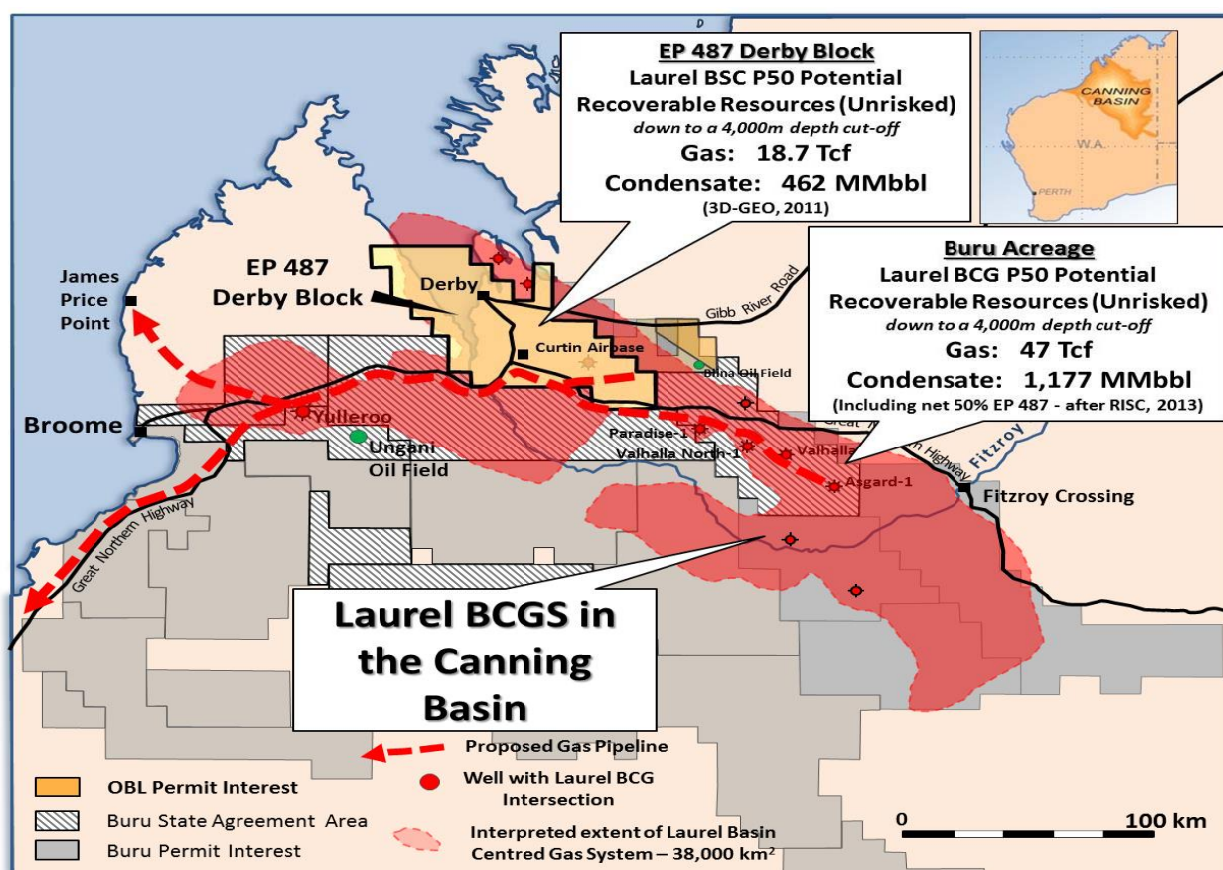 D
EP 487 Derby Block
Laurel BSC P50 Potential
Recoverable Resources (Unrisked)
down to a 4,000m depth cut-off
Gas: 18.7 Tcf
Condensate: 462 MMbbl
(3D-GEO, 2011)
CANNING
BASIN
W.A.
PERTH
Buru Acreage
Laurel BCG P50 Potential
Recoverable Resources (Unrisked)
down to a 4,000m depth cut-off
Gas: 47 Tcf
Condensate: 1,177 MMbbl
(Including net 50% EP 487 - after RISC, 2013)
James
Price
Point
EP 487
Derby Block
Derby
Gibb River Road
Curtin Airbase
Blina Oil Field
Broome
Yulleroo
Ungani
Oil Field
Paradise-1
Valhalla North-1
Valhalla
Asgard-1
Great Northern Highway
Fitzroy
Fitzroy Crossing
Great Northern Highway
Laurel BCGS in
the Canning
Basin
Proposed Gas Pipeline
OBL Permit Interest
Buru State Agreement Area
Buru Permit Interest
Well with Laurel BCG
Intersection
Interpreted extent of Laurel Basin
Centred Gas System – 38,000 km²
0 100 km